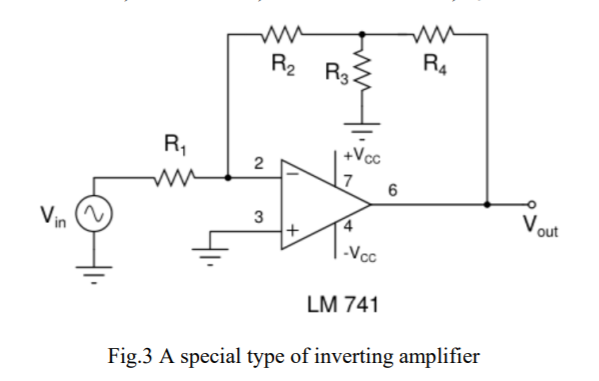 R2 R3 R4
R1
2 +Vcc
7
6
Vin 3 4 Vout
-Vcc
LM 741
Fig.3 A special type of inverting amplifier